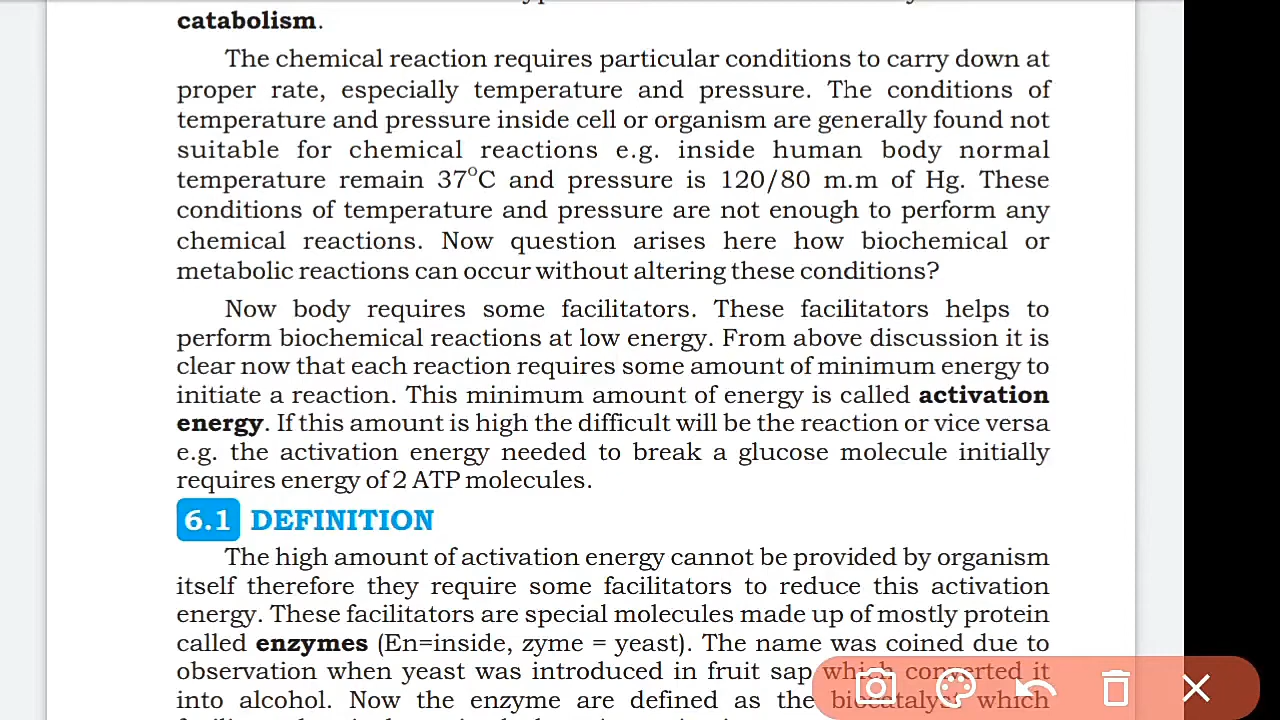 catabolism.
The chemical reaction requires particular conditions to carry down at
proper rate, especially temperature and pressure. The conditions of
temperature and pressure inside cell or organism are generally found not
suitable for chemical reactions e.g. inside human body normal
temperature remain 37°C and pressure is 120/80 m.m of Hg. These
conditions of temperature and pressure are not enough to perform any
chemical reactions. Now question arises here how biochemical or
metabolic reactions can occur without altering these conditions?
Now body requires some facilitators. These facilitators helps to
perform biochemical reactions at low energy. From above discussion it is
clear now that each reaction requires some amount of minimum energy to
initiate a reaction. This minimum amount of energy is called activation
energy. If this amount is high the difficult will be the reaction or vice versa
e.g. the activation energy needed to break a glucose molecule initially
requires energy of 2 ATP molecules.
6.1 DEFINITION
The high amount of activation energy cannot be provided by organism
itself therefore they require some facilitators to reduce this activation
energy. These facilitators are special molecules made up of mostly protein
called enzymes (En=inside, zyme = yeast). The name was coined due to
observation when yeast was introduced in fruit sap which converted it
into alcohol. Now the enzyme are defined as the biocatalyst which